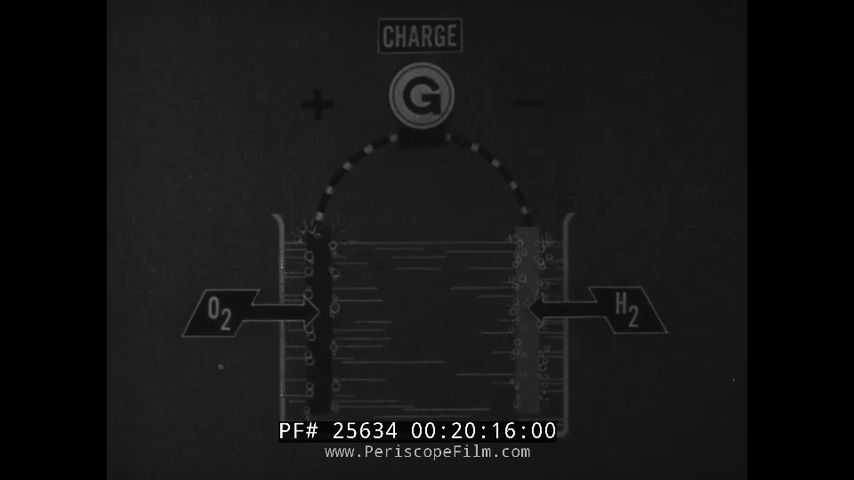 CHARGE
G
+ −
O2
H2
PF# 25634 00:20:16:00
www.PeriscopeFilm.com